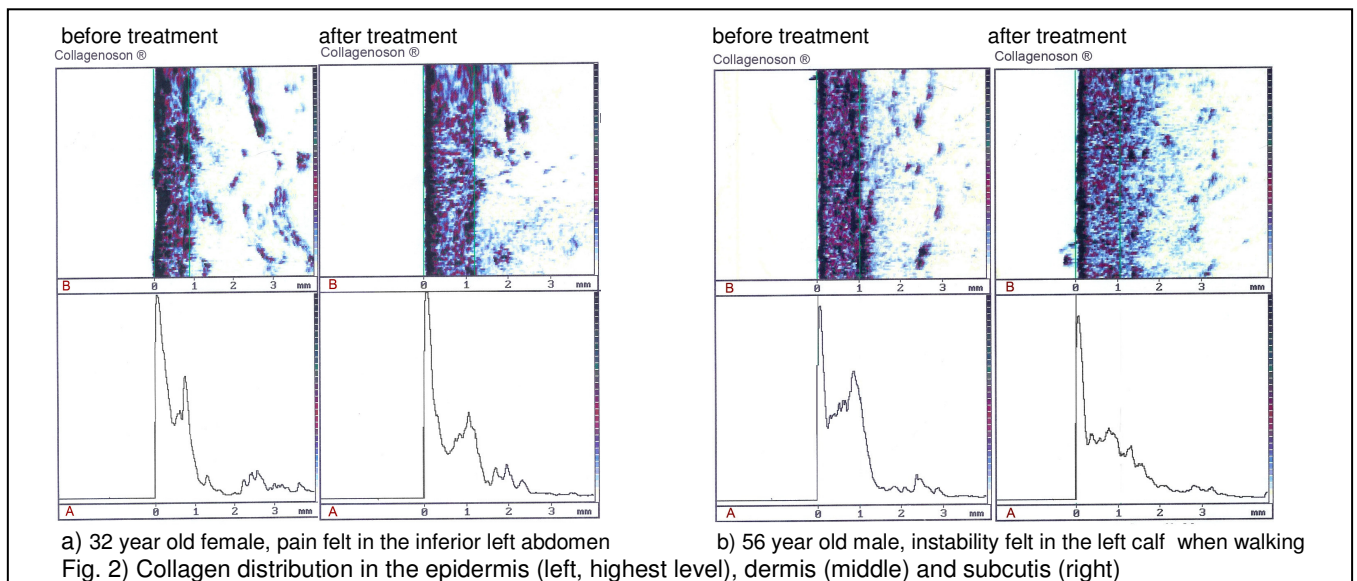 before treatment
after treatment
before treatment
after treatment
Collagenoson ®
Collagenoson ®
Collagenoson ®
Collagenoson ®
B 0 1 2 3 mm
B 0 1 2 3 mm
B 0 1 2 3 mm
B 0 1 2 3 mm
A 0 1 2 3 mm
A 0 1 2 3 mm
A 0 1 2 3 mm
A 0 1 2 3 mm
a) 32 year old female, pain felt in the inferior left abdomen
b) 56 year old male, instability felt in the left calf when walking
Fig. 2) Collagen distribution in the epidermis (left, highest level), dermis (middle) and subcutis (right)